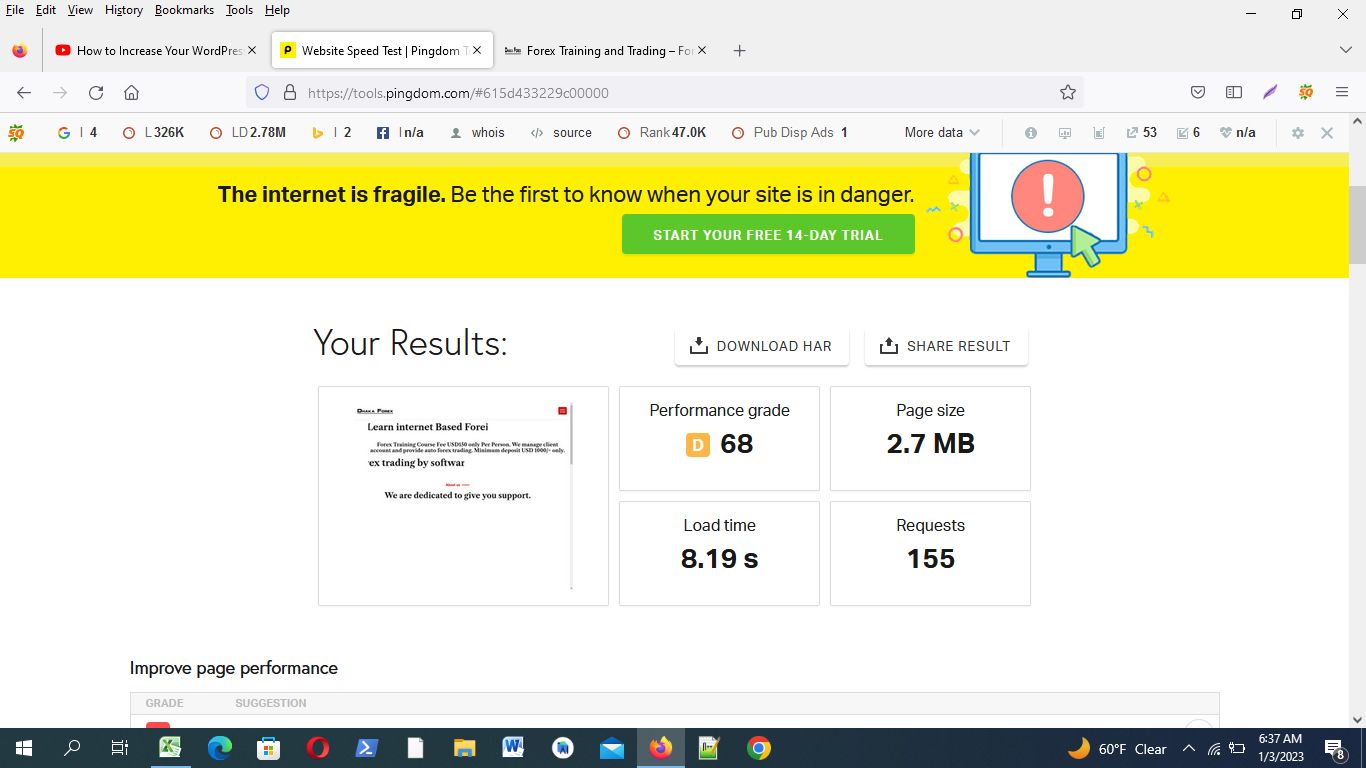 File Edit View History Bookmarks Tools Help
How to Increase Your WordPres
Website Speed Test | Pingdom T
Forex Training and Trading – For
https://tools.pingdom.com/#615d433229c00000
I 4 L 326K LD 2.78M I 2 I n/a whois source Rank 47.0K Pub Disp Ads 1 More data 53 6 n/a
The internet is fragile. Be the first to know when your site is in danger.
START YOUR FREE 14-DAY TRIAL
Your Results:
DOWNLOAD HAR SHARE RESULT
DHAKA FOREX
Learn internet Based Forei
Forex Training Course Fee USD150 only Per Person. We manage client
account and provide auto forex trading. Minimum deposit USD 1000/= only.
rex trading by softwar
About us
We are dedicated to give you support.
Performance grade
D 68
Page size
2.7 MB
Load time
8.19 s
Requests
155
Improve page performance
GRADE SUGGESTION
60°F Clear
6:37 AM
1/3/2023
8